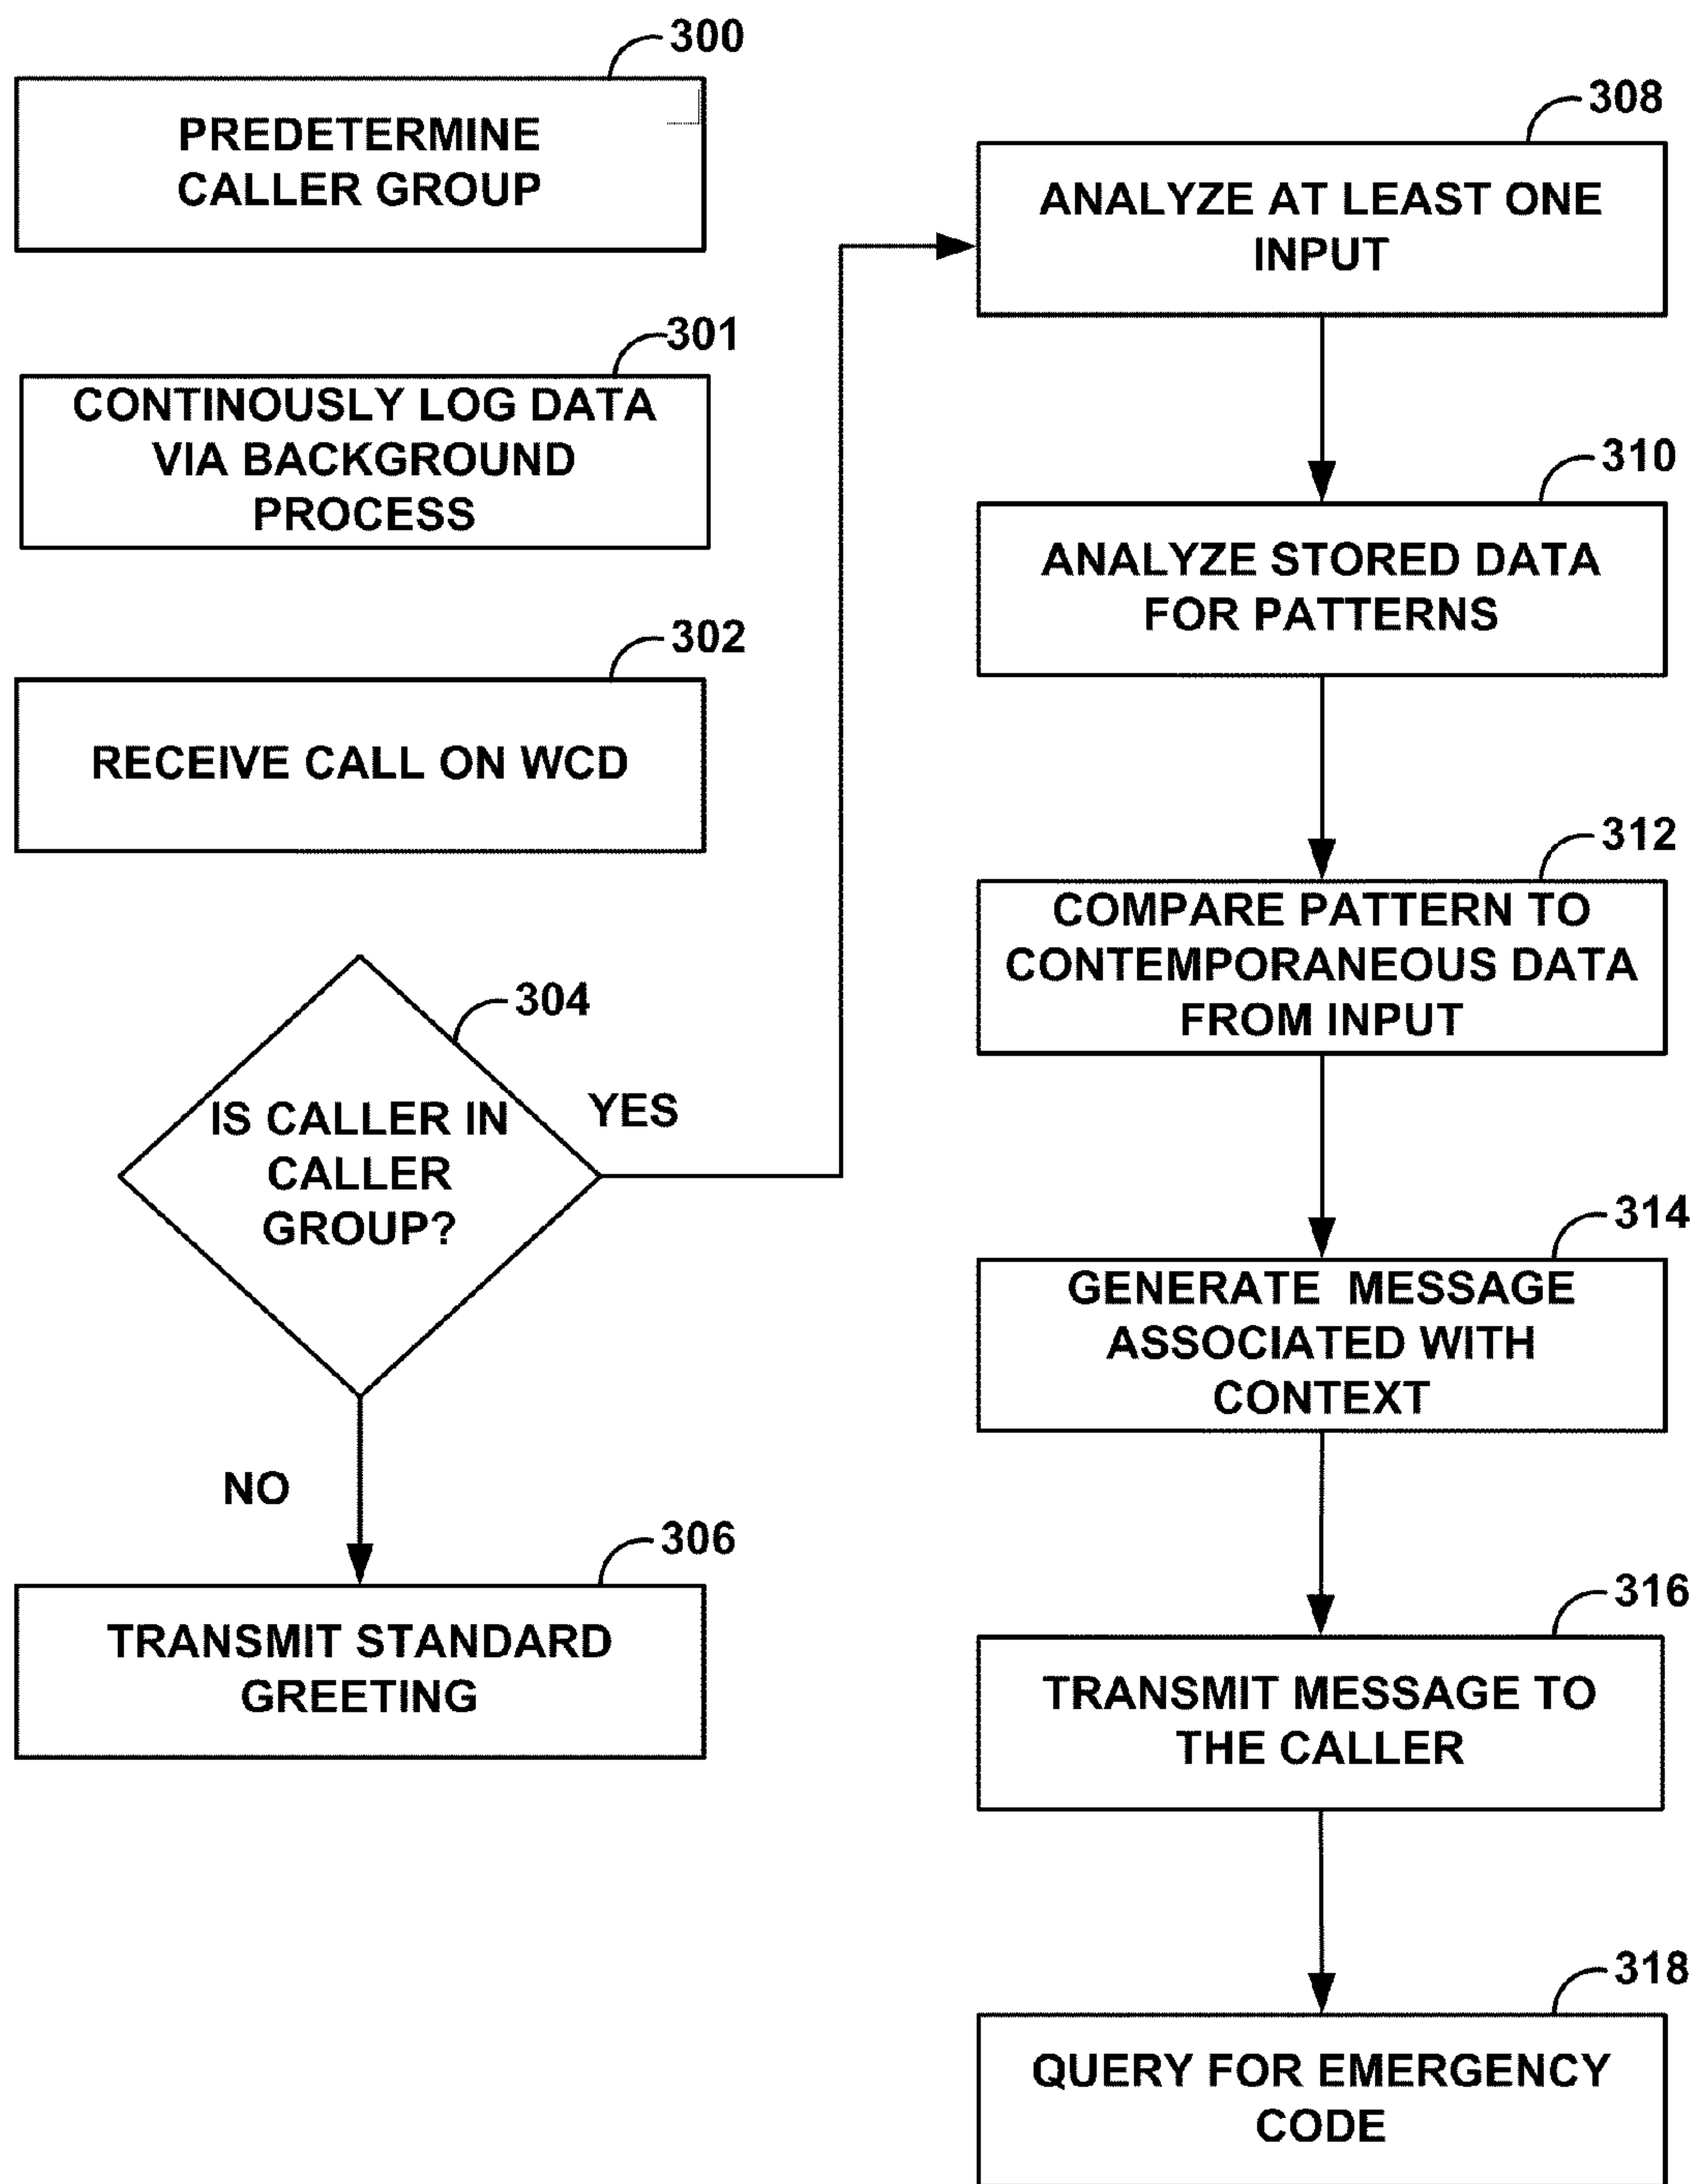 300
PREDETERMINE
CALLER GROUP
301
CONTINOUSLY LOG DATA
VIA BACKGROUND
PROCESS
302
RECEIVE CALL ON WCD
304
IS CALLER IN
CALLER
GROUP?
YES
NO
306
TRANSMIT STANDARD
GREETING
308
ANALYZE AT LEAST ONE
INPUT
310
ANALYZE STORED DATA
FOR PATTERNS
312
COMPARE PATTERN TO
CONTEMPORANEOUS DATA
FROM INPUT
314
GENERATE MESSAGE
ASSOCIATED WITH
CONTEXT
316
TRANSMIT MESSAGE TO
THE CALLER
318
QUERY FOR EMERGENCY
CODE